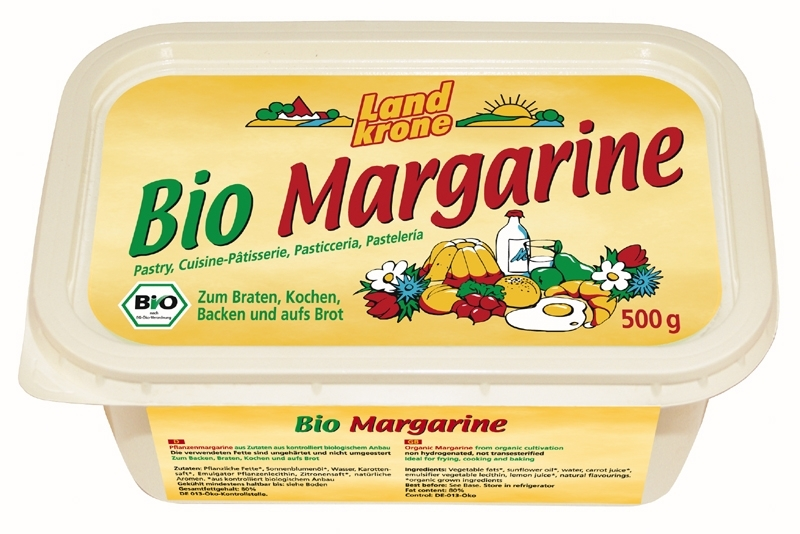 Land
krone
Bio Margarine
Pastry, Cuisine-Pâtisserie, Pasticceria, Pastelería
Bio
nach
DE-Öko-Verordnung
Zum Braten, Kochen,
Backen und aufs Brot
500 g
Bio Margarine
D
Pflanzenmargarine aus Zutaten aus kontrolliert biologischem Anbau
Die verwendeten Fette sind ungehärtet und nicht umgeestert
Zum Backen, Braten, Kochen und aufs Brot
Zutaten: Pflanzliche Fette*, Sonnenblumenöl*, Wasser, Karotten-
saft*, Emulgator Pflanzenlecithin, Zitronensaft*, natürliche
Aromen. *aus kontrolliert biologischem Anbau
Gekühlt mindestens haltbar bis: siehe Boden
Gesamtfettgehalt: 80%
DE 013-Öko-Kontrollstelle.
GB
Organic Margarine from organic cultivation
non hydrogenated, not transesterified
Ideal for frying, cooking and baking
Ingredients: Vegetable fats*, sunflower oil*, water, carrot juice*,
emulsifier vegetable lecithin, lemon juice*, natural flavourings.
*organic grown ingredients
Best before: See Base. Store in refrigerator
Fat content: 80%
Control: DE-013-Öko